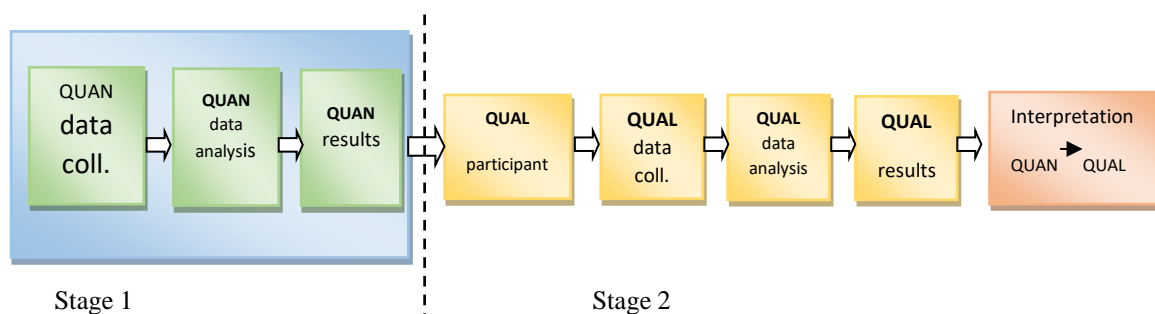 QUAN
data
coll.
QUAN
data
analysis
QUAN
results
QUAL
participant
QUAL
data
coll.
QUAL
data
analysis
QUAL
results
Interpretation
QUAN QUAL
Stage 1
Stage 2